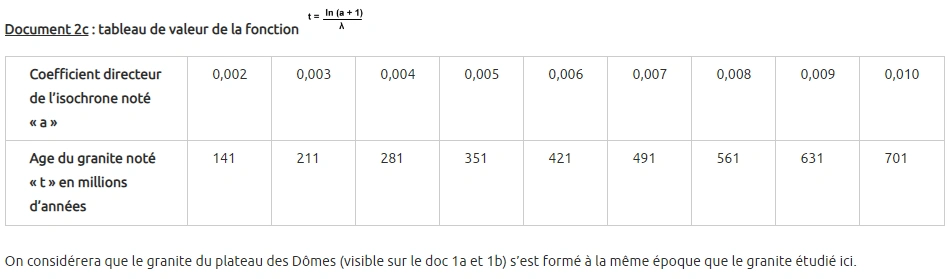 Document 2c : tableau de valeur de la fonction t = ln (a + 1) / λ
Coefficient directeur 0,002 0,003 0,004 0,005 0,006 0,007 0,008 0,009 0,010
de l’isochrone noté
« a »
Age du granite noté 141 211 281 351 421 491 561 631 701
« t » en millions
d’années
On considérera que le granite du plateau des Dômes (visible sur le doc 1a et 1b) s’est formé à la même époque que le granite étudié ici.